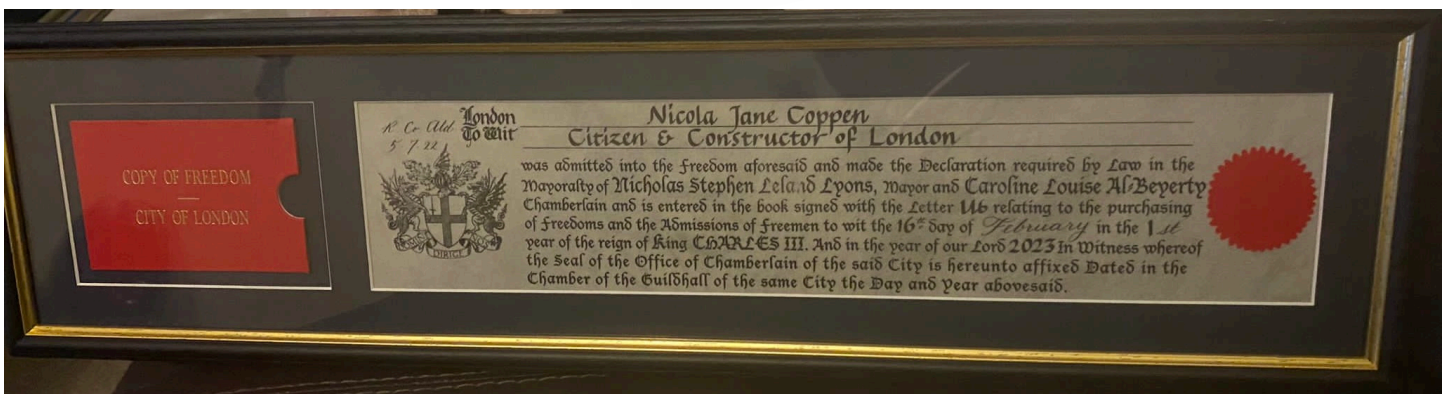 COPY OF FREEDOM
CITY OF LONDON
R Co Ald
5 7 22
London
To Wit
Nicola Jane Coppen
Citizen & Constructor of London
was admitted into the Freedom aforesaid and made the Declaration required by Law in the
Mayoralty of Nicholas Stephen Leland Lyons, Mayor and Caroline Louise Al-Beyerty
Chamberlain and is entered in the book signed with the Letter U6 relating to the purchasing
of Freedoms and the Admissions of Freemen to wit the 16th day of February in the 1st
year of the reign of King CHARLES III. And in the year of our Lord 2023 In Witness whereof
the Seal of the Office of Chamberlain of the said City is hereunto affixed Dated in the
Chamber of the Guildhall of the same City the Day and Year abovesaid.
DIRIGE